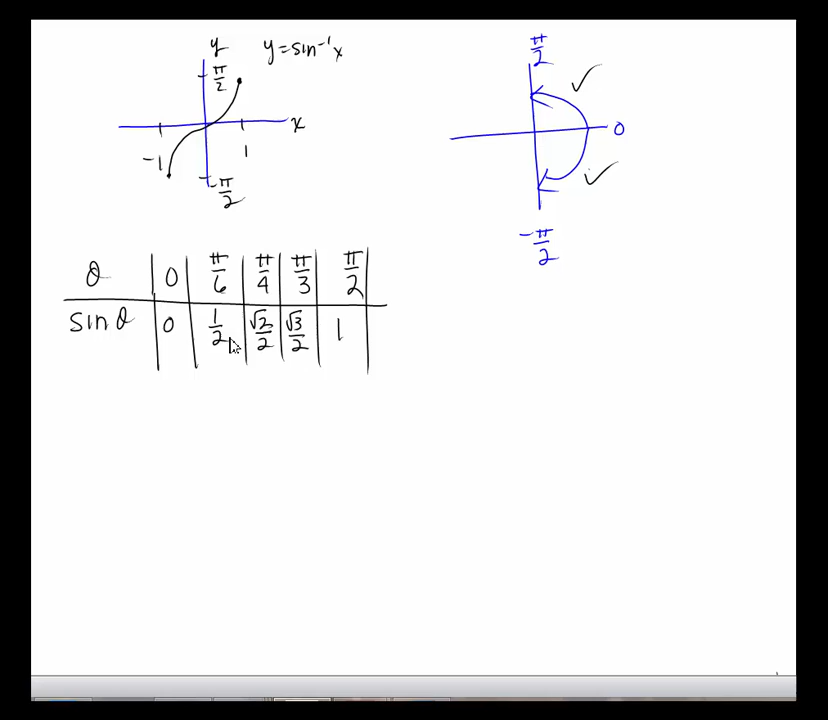 y
y = sin⁻¹x
π/2
x
-1
1
-π/2
π/2
✓
0
✓
-π/2
θ | 0 | π/6 | π/4 | π/3 | π/2 |
sin θ | 0 | 1/2 | √2/2 | √3/2 | 1 |